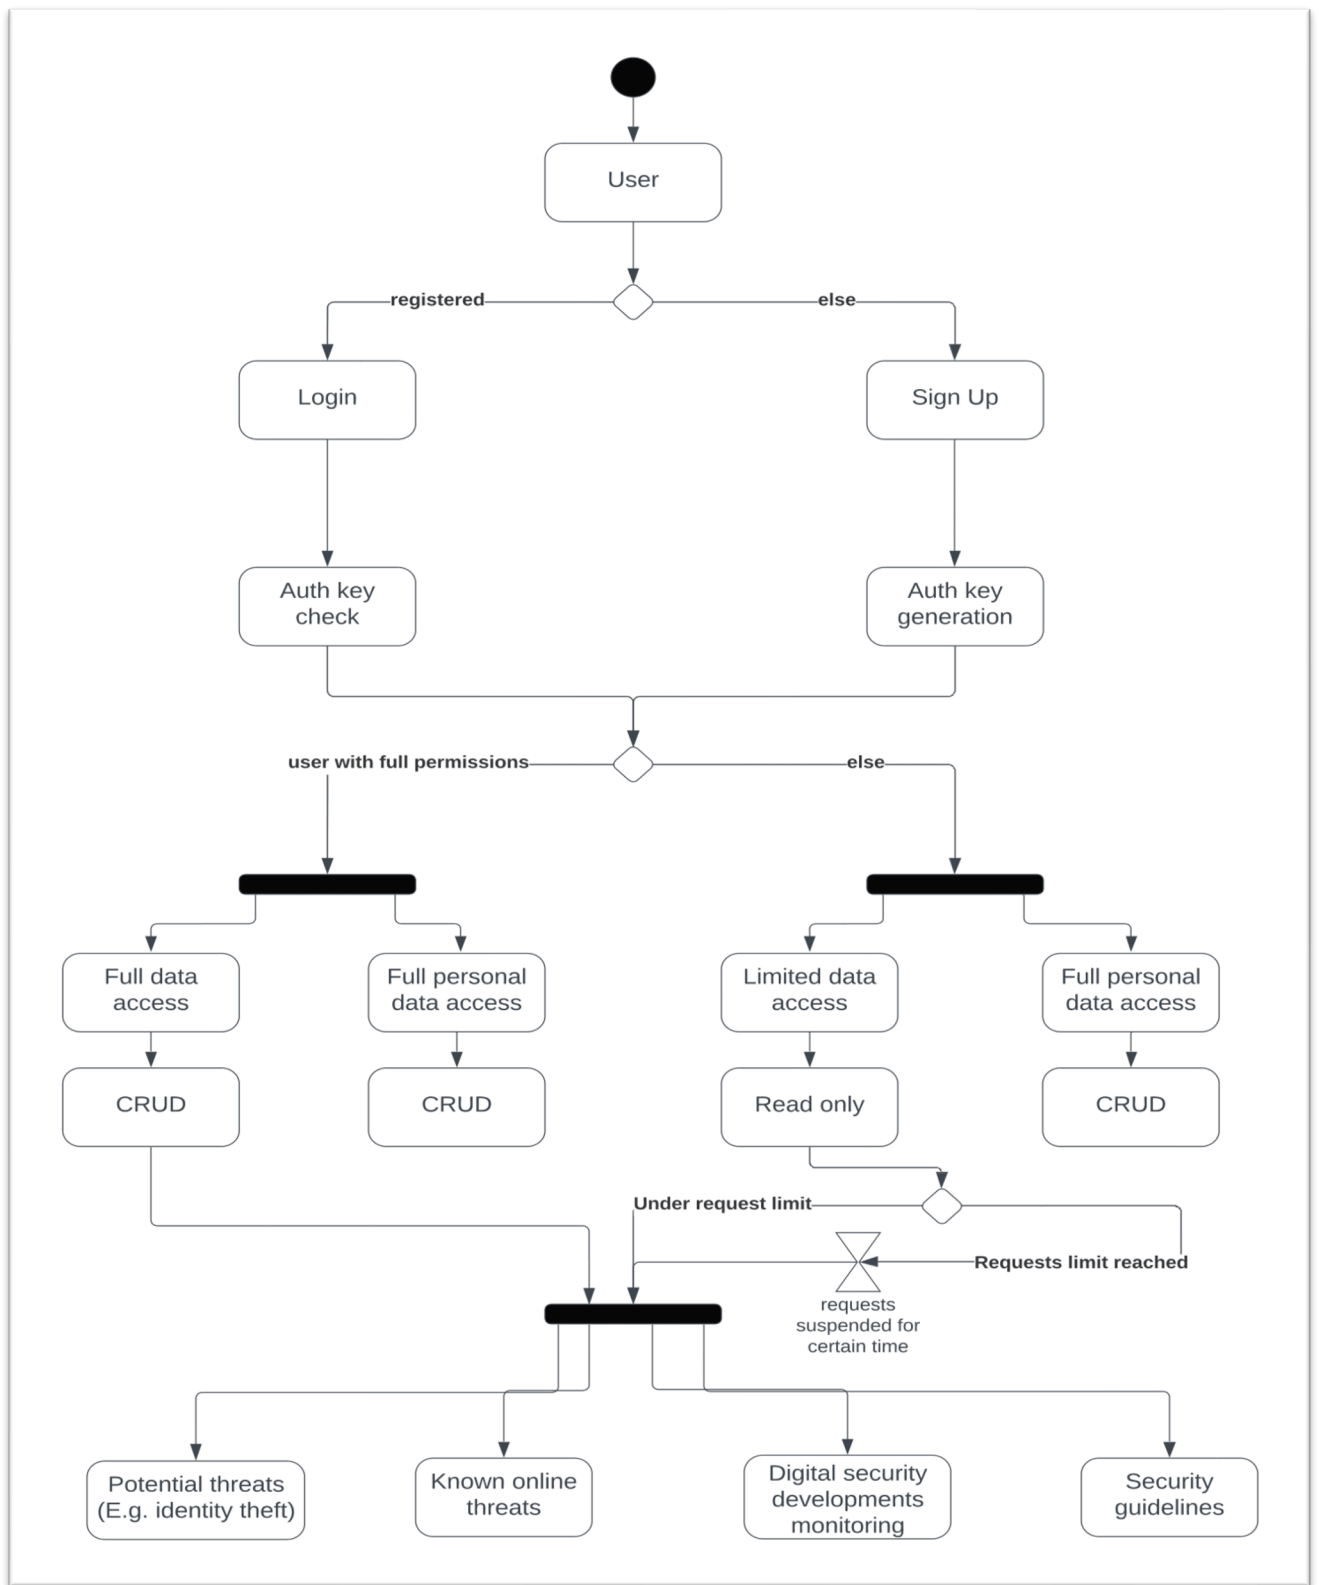 User
registered
else
Login
Sign Up
Auth key
check
Auth key
generation
user with full permissions
else
Full data
access
Full personal
data access
Limited data
access
Full personal
data access
CRUD
CRUD
Read only
CRUD
Under request limit
Requests limit reached
requests
suspended for
certain time
Potential threats
(E.g. identity theft)
Known online
threats
Digital security
developments
monitoring
Security
guidelines